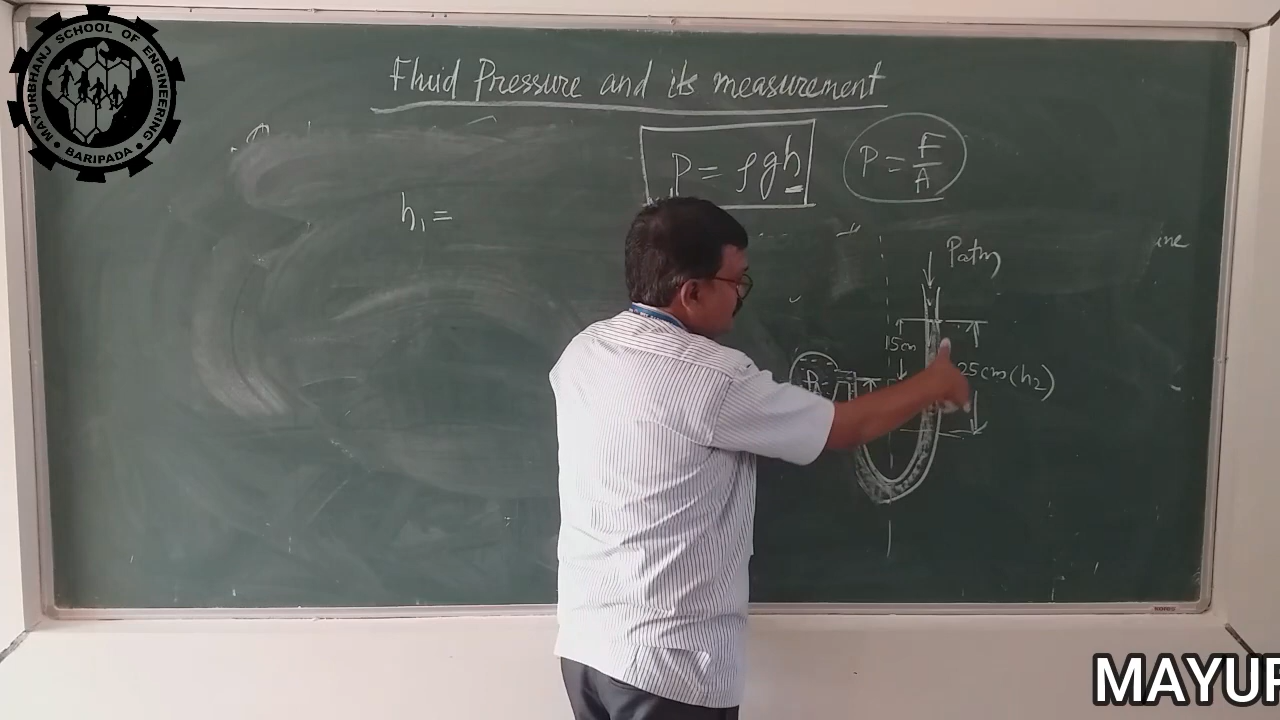 MAYURBHANJ SCHOOL OF ENGINEERING
BARIPADA
Fluid Pressure and its measurement
P = ρgh
P = F/A
h₁ =
Patm
15cm
25cm(h₂)
MAYUR